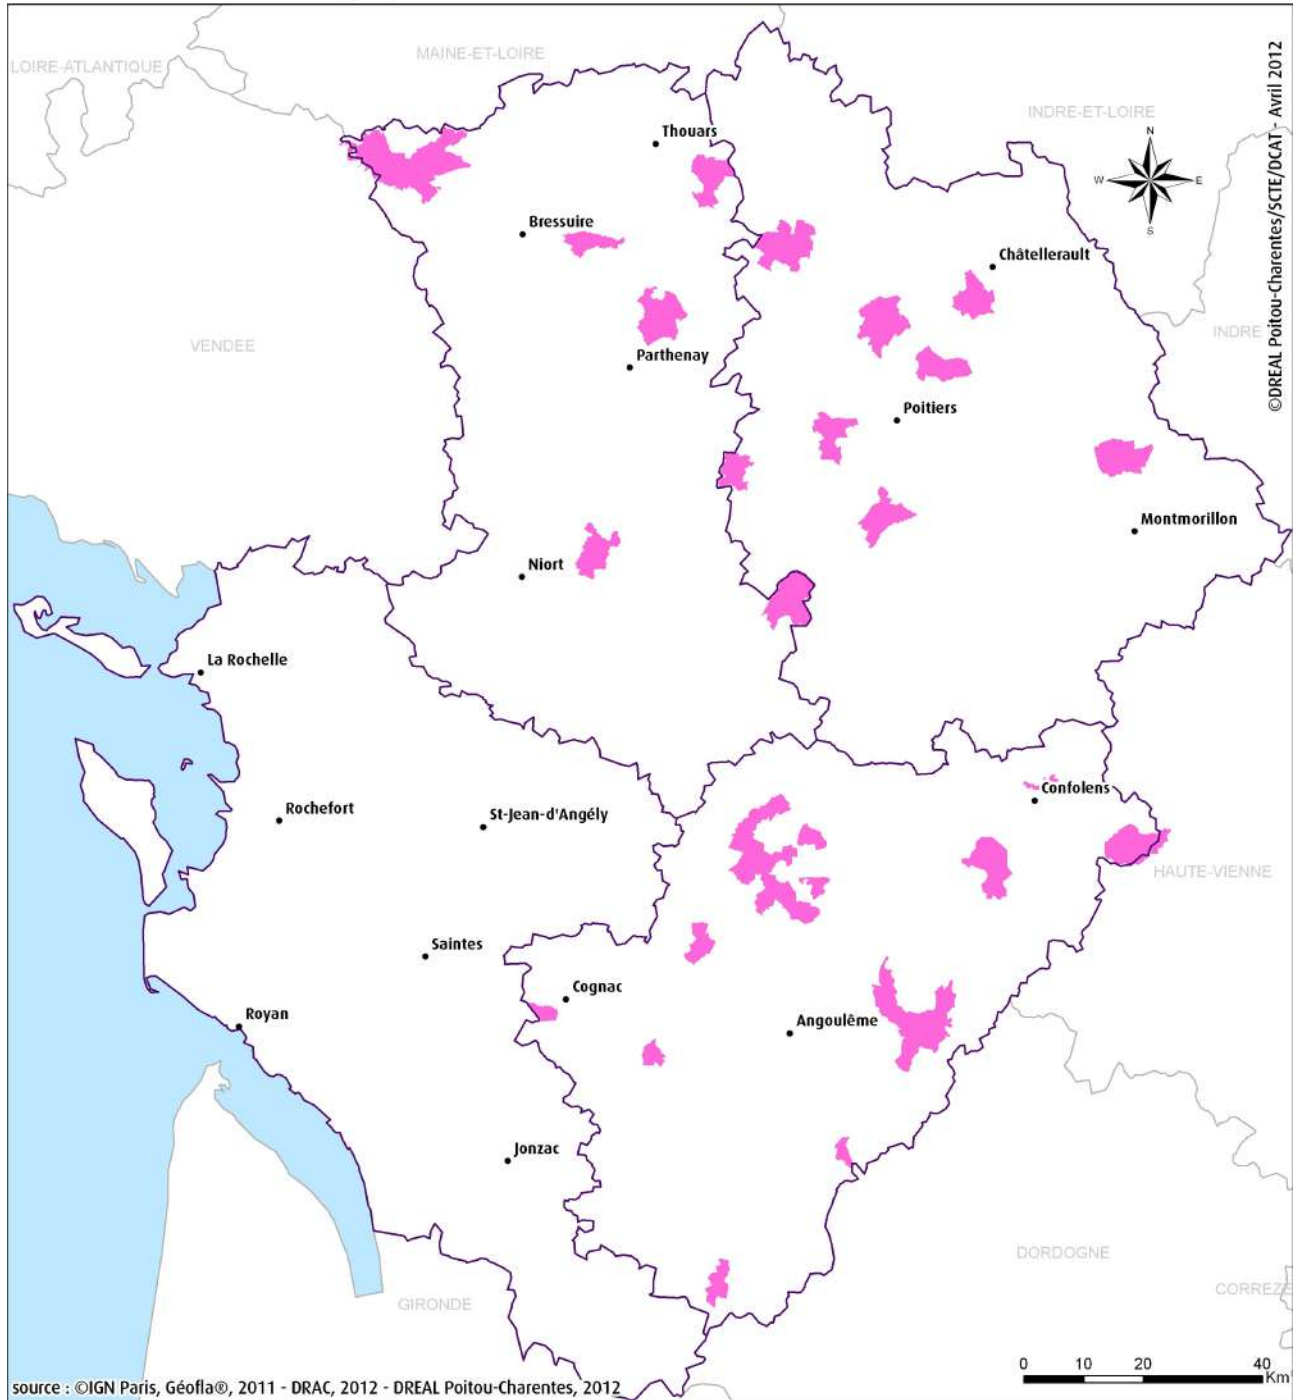 MAINE-ET-LOIRE
LOIRE-ATLANTIQUE
©DREAL Poitou-Charentes/SCTE/DCAT - Avril 2012
INDRE-ET-LOIRE
Thouars
N
W E
S
Bressuire
Châtellerault
VENDEE
INDRE
Parthenay
Poitiers
Montmorillon
Niort
La Rochelle
Confolens
Rochefort
St-Jean-d'Angély
HAUTE-VIENNE
Saintes
Cognac
Royan
Angoulême
Jonzac
DORDOGNE
CORREZE
GIRONDE
0 10 20 40
Km
source : ©IGN Paris, Géofla®, 2011 - DRAC, 2012 - DREAL Poitou-Charentes, 2012